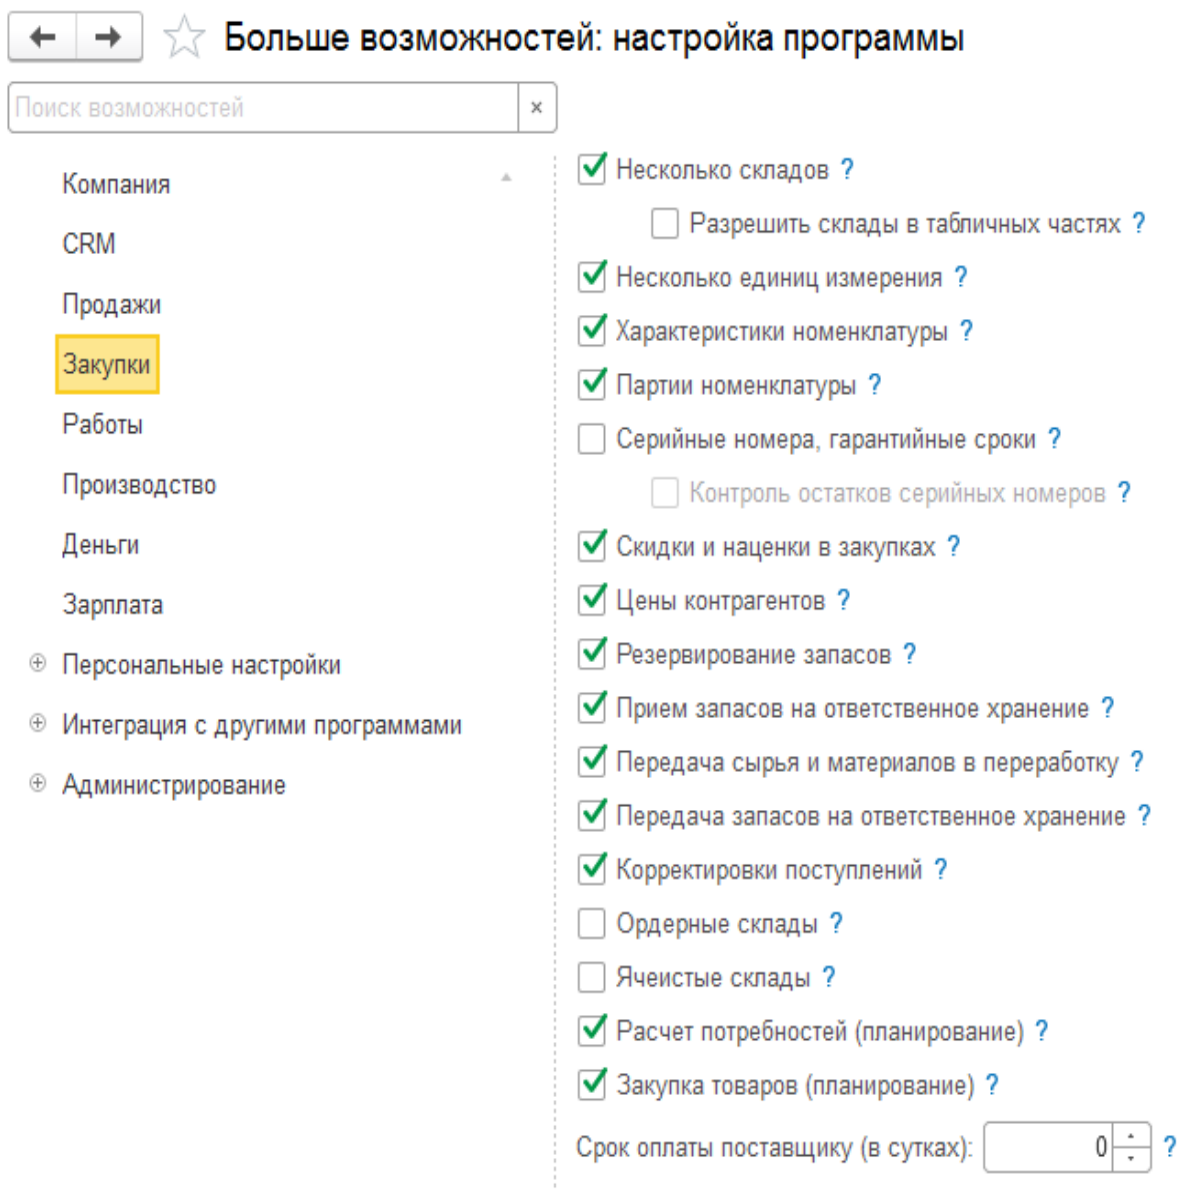 Больше возможностей: настройка программы
Поиск возможностей ×
Компания
CRM
Продажи
Закупки
Работы
Производство
Деньги
Зарплата
Персональные настройки
Интеграция с другими программами
Администрирование
Несколько складов ?
Разрешить склады в табличных частях ?
Несколько единиц измерения ?
Характеристики номенклатуры ?
Партии номенклатуры ?
Серийные номера, гарантийные сроки ?
Контроль остатков серийных номеров ?
Скидки и наценки в закупках ?
Цены контрагентов ?
Резервирование запасов ?
Прием запасов на ответственное хранение ?
Передача сырья и материалов в переработку ?
Передача запасов на ответственное хранение ?
Корректировки поступлений ?
Ордерные склады ?
Ячеистые склады ?
Расчет потребностей (планирование) ?
Закупка товаров (планирование) ?
Срок оплаты поставщику (в сутках): 0 ?